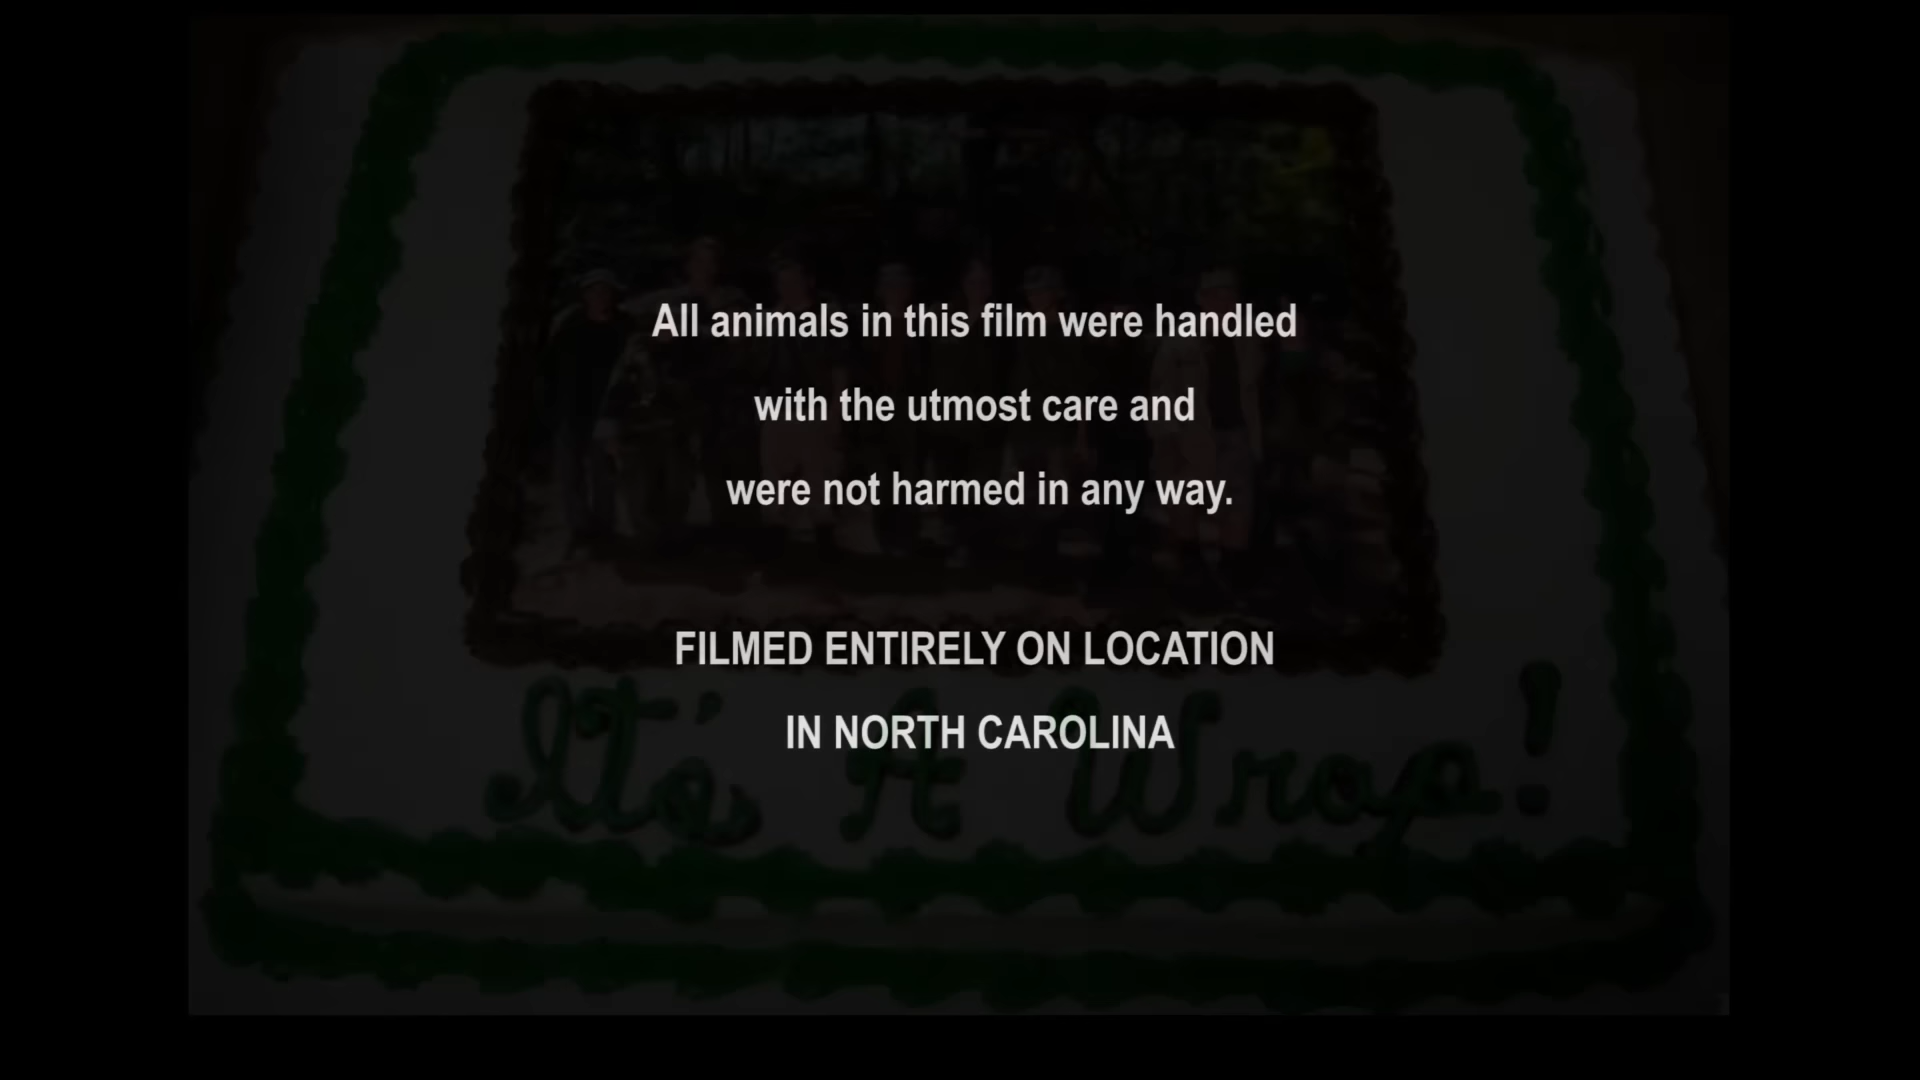 All animals in this film were handled
with the utmost care and
were not harmed in any way.
FILMED ENTIRELY ON LOCATION
IN NORTH CAROLINA
It's A Wrap!